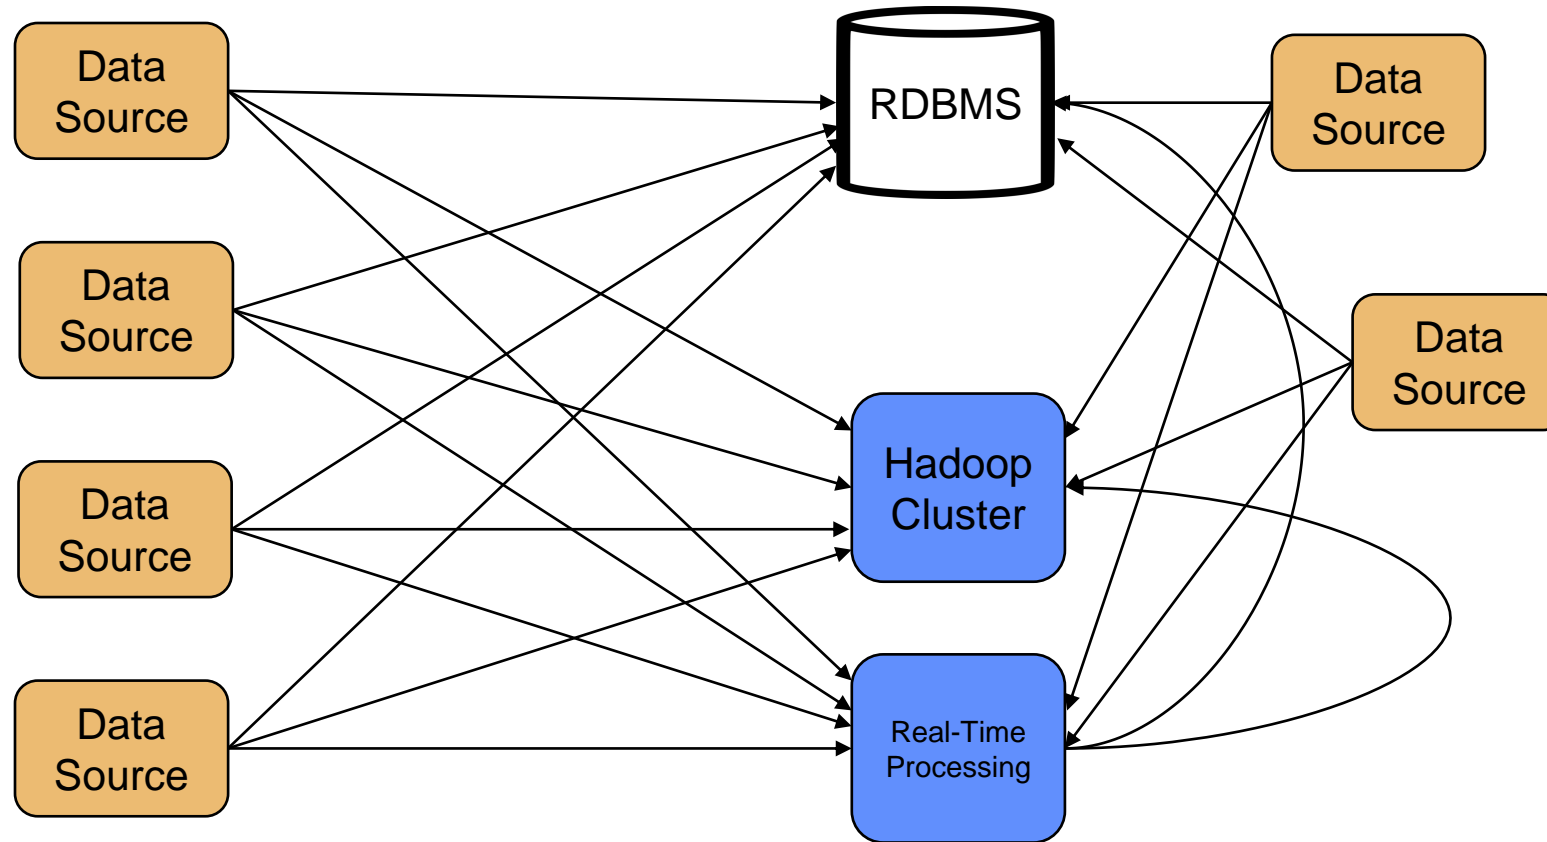 Data
Source
RDBMS
Data
Source
Data
Source
Data
Source
Hadoop
Cluster
Data
Source
Data
Source
Real-Time
Processing